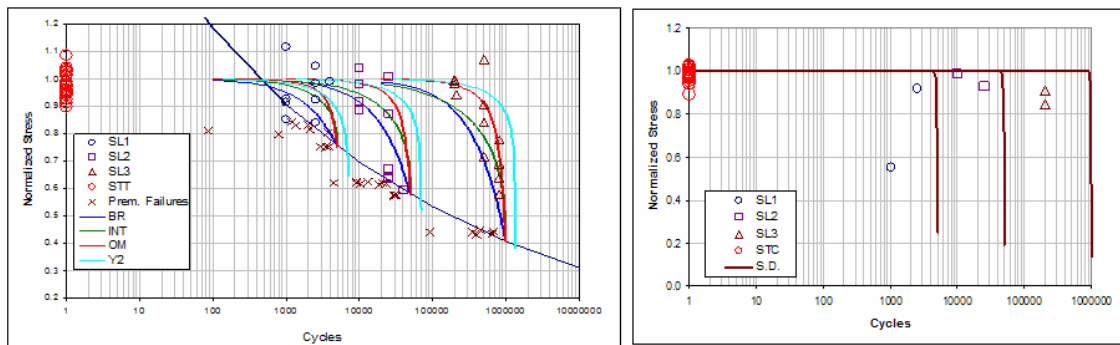 1.3
1.2
1.1
1.0
0.9
0.8
0.7
0.6
0.5
0.4
0.3
0.2
Normalized Stress
SL1
SL2
SL3
STT
Prem. Failures
BR
INT
OM
Y2
1
10
100
1000
10000
100000
1000000
10000000
Cycles
1.2
1.0
0.8
0.6
0.4
0.2
0.0
Normalized Stress
SL1
SL2
SL3
STC
S.D.
1
10
100
1000
10000
100000
1000000
Cycles